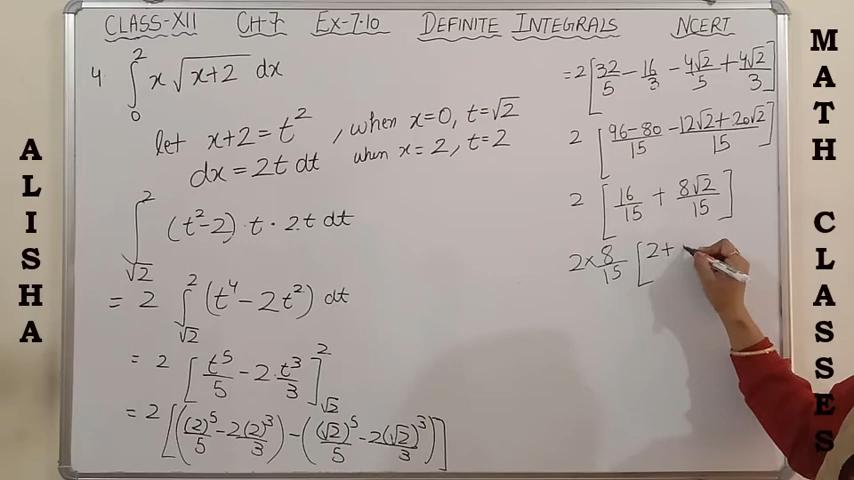 CLASS-XII CH-7 EX-7.10 DEFINITE INTEGRALS NCERT
4. ∫₀² x √(x+2) dx
let x+2 = t² , when x=0, t=√2
dx = 2t dt when x=2, t=2
∫_√2^2 (t²-2) · t · 2t dt
= 2 ∫_√2^2 (t⁴ - 2t²) dt
= 2 [t⁵/5 - 2·t³/3]_√2^2
= 2 [((2)⁵/5 - 2(2)³/3) - ((√2)⁵/5 - 2(√2)³/3)]
= 2 [32/5 - 16/3 - 4√2/5 + 4√2/3]
2 [(96-80)/15 (-12√2+20√2)/15]
2 [16/15 + 8√2/15]
2 × 8/15 [2+
ALISHA
MATH CLASSES